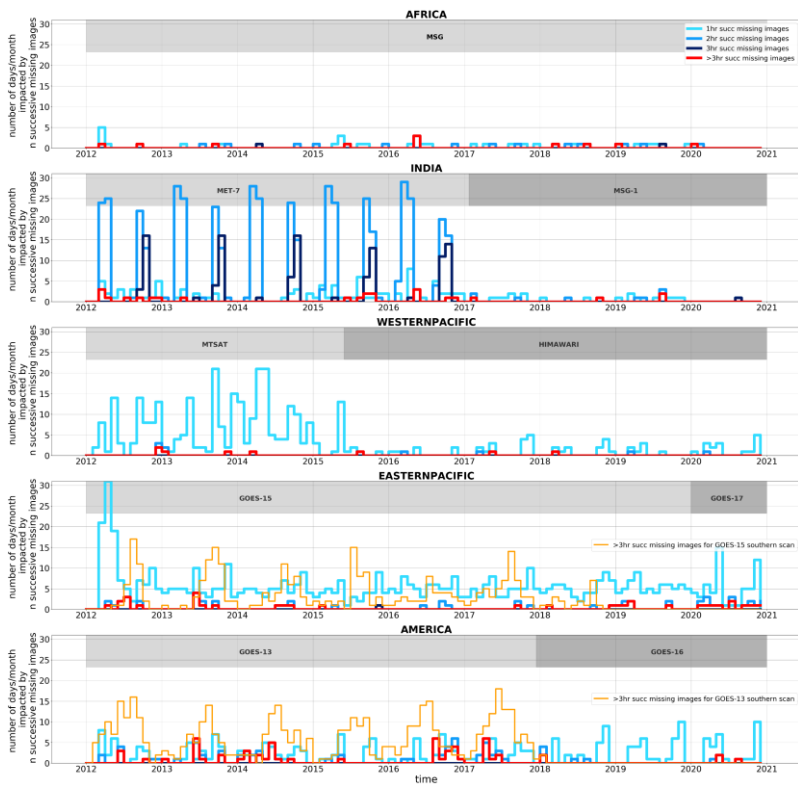 AFRICA
MSG
1hr succ missing images
2hr succ missing images
3hr succ missing images
>3hr succ missing images
number of days/month
impacted by
n successive missing images
30
25
20
15
10
5
0
2012 2013 2014 2015 2016 2017 2018 2019 2020 2021
INDIA
MET-7 MSG-1
number of days/month
impacted by
n successive missing images
30
25
20
15
10
5
0
2012 2013 2014 2015 2016 2017 2018 2019 2020 2021
WESTERNPACIFIC
MTSAT HIMAWARI
number of days/month
impacted by
n successive missing images
30
25
20
15
10
5
0
2012 2013 2014 2015 2016 2017 2018 2019 2020 2021
EASTERNPACIFIC
GOES-15 GOES-17
>3hr succ missing images for GOES-15 southern scan
number of days/month
impacted by
n successive missing images
30
25
20
15
10
5
0
2012 2013 2014 2015 2016 2017 2018 2019 2020 2021
AMERICA
GOES-13 GOES-16
>3hr succ missing images for GOES-13 southern scan
number of days/month
impacted by
n successive missing images
30
25
20
15
10
5
0
2012 2013 2014 2015 2016 2017 2018 2019 2020 2021
time